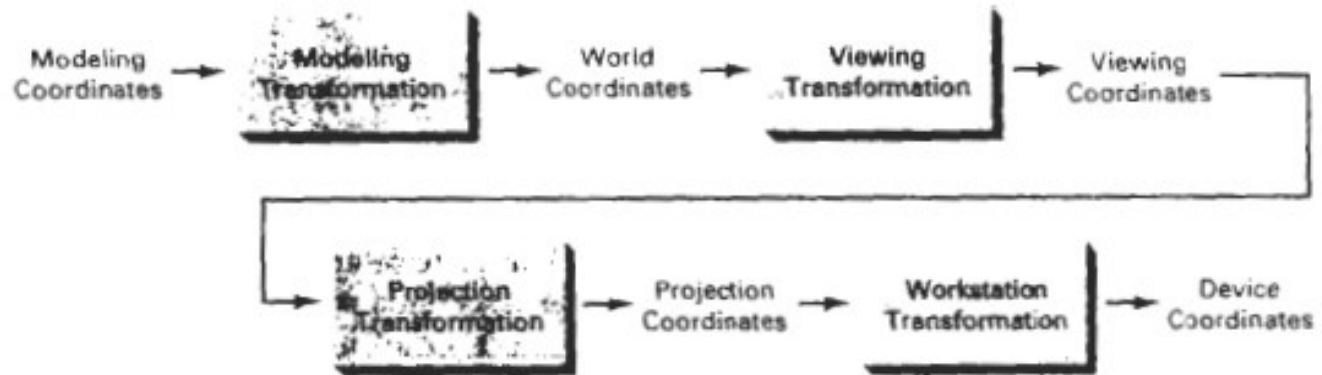 Modeling
Coordinates
Modelling
Transformation
World
Coordinates
Viewing
Transformation
Viewing
Coordinates
Projection
Transformation
Projection
Coordinates
Workstation
Transformation
Device
Coordinates